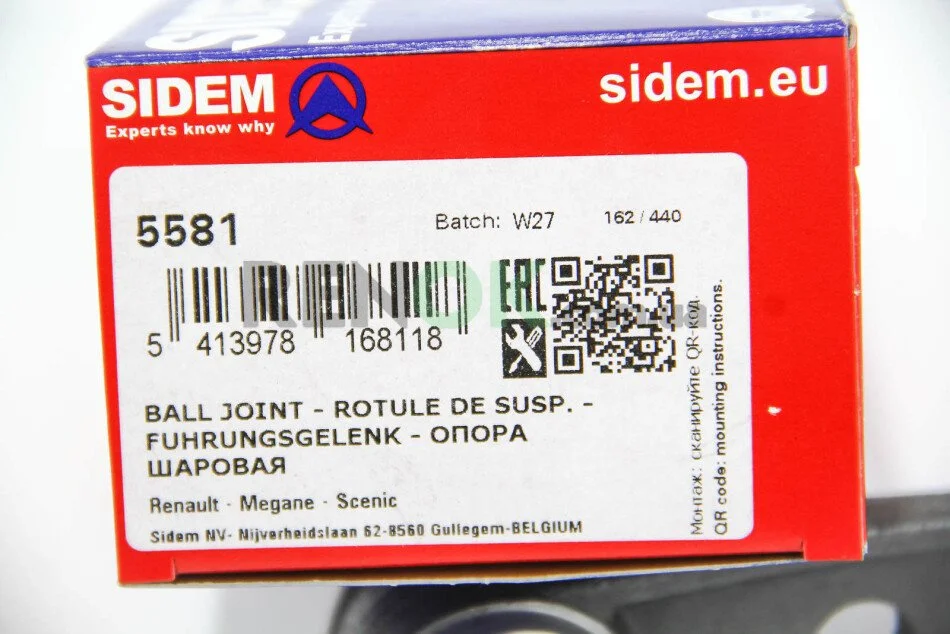 SIDEM
Experts know why
sidem.eu
5581
Batch: W27 162 / 440
EAC
5 413978 168118
BALL JOINT - ROTULE DE SUSP. -
FUHRUNGSGELENK - ОПОРА
ШАРОВАЯ
Renault - Megane - Scenic
Sidem NV- Nijverheidslaan 62-8560 Gullegem-BELGIUM
Монтаж: сканируйте QR-код.
QR code: mounting instructions.